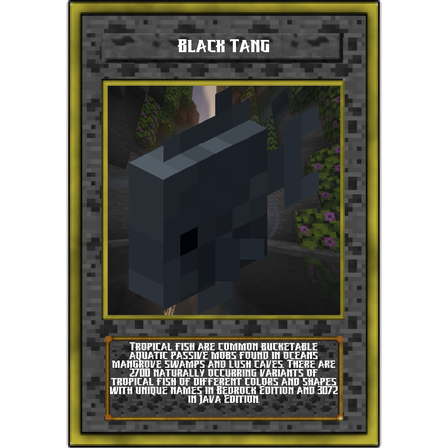 BLACK TANG
TROPICAL FISH ARE COMMON BUCKETABLE
AQUATIC PASSIVE MOBS FOUND IN OCEANS
MANGROVE SWAMPS AND LUSH CAVES. THERE ARE
2700 NATURALLY OCCURRING VARIANTS OF
TROPICAL FISH OF DIFFERENT COLORS AND SHAPES
WITH UNIQUE NAMES IN BEDROCK EDITION AND 3072
IN JAVA EDITION.